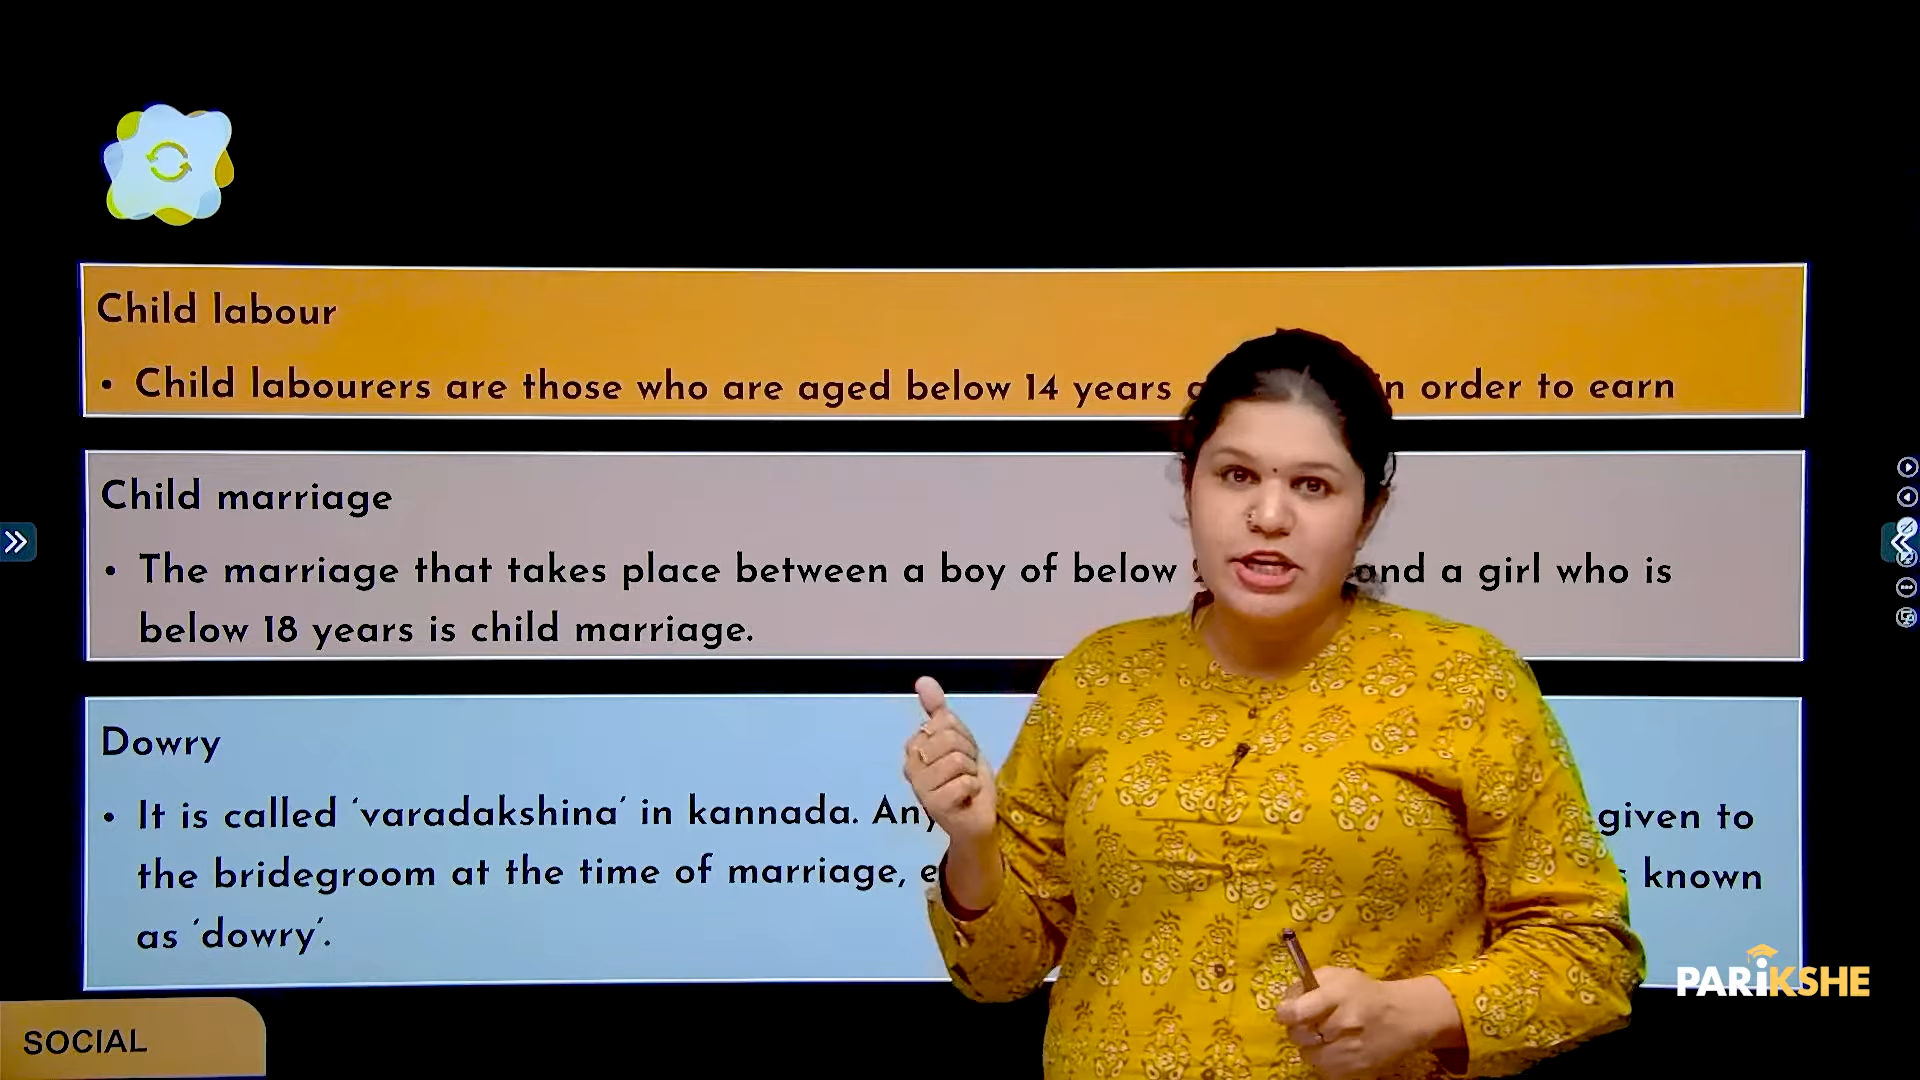 Child labour
• Child labourers are those who are aged below 14 years in order to earn
Child marriage
• The marriage that takes place between a boy of below and a girl who is
below 18 years is child marriage.
Dowry
• It is called ‘varadakshina’ in kannada. given to
the bridegroom at the time of marriage, known
as ‘dowry’.
SOCIAL
PARiKSHE